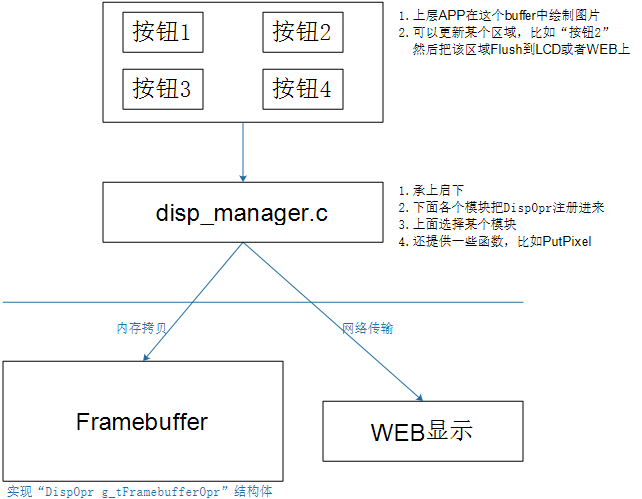 按钮1
按钮2
按钮3
按钮4
1. 上层APP在这个buffer中绘制图片
2. 可以更新某个区域，比如“按钮2”
然后把该区域Flush到LCD或者WEB上
disp_manager.c
1. 承上启下
2. 下面各个模块把DispOpr注册进来
3. 上面选择某个模块
4. 还提供一些函数，比如PutPixel
内存拷贝
网络传输
Framebuffer
WEB显示
实现“DispOpr g_tFramebufferOpr”结构体